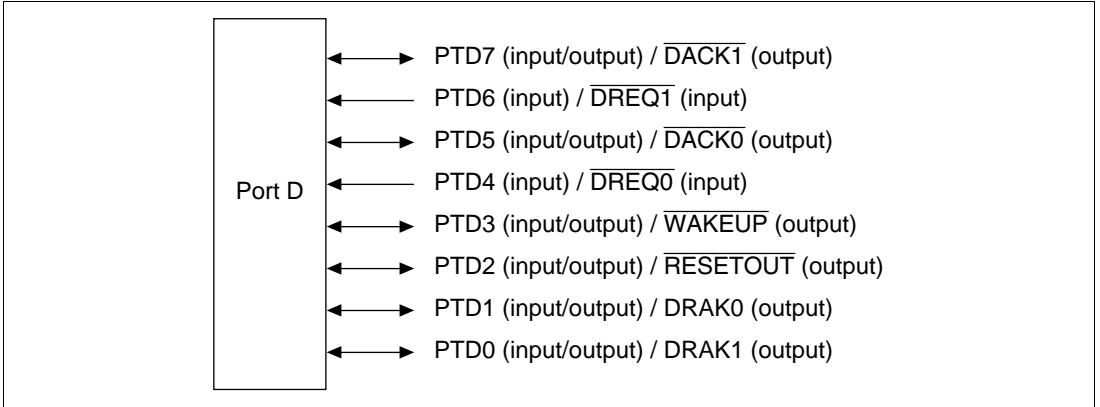 Port D
PTD7 (input/output) / DACK1 (output)
PTD6 (input) / DREQ1 (input)
PTD5 (input/output) / DACK0 (output)
PTD4 (input) / DREQ0 (input)
PTD3 (input/output) / WAKEUP (output)
PTD2 (input/output) / RESETOUT (output)
PTD1 (input/output) / DRAK0 (output)
PTD0 (input/output) / DRAK1 (output)